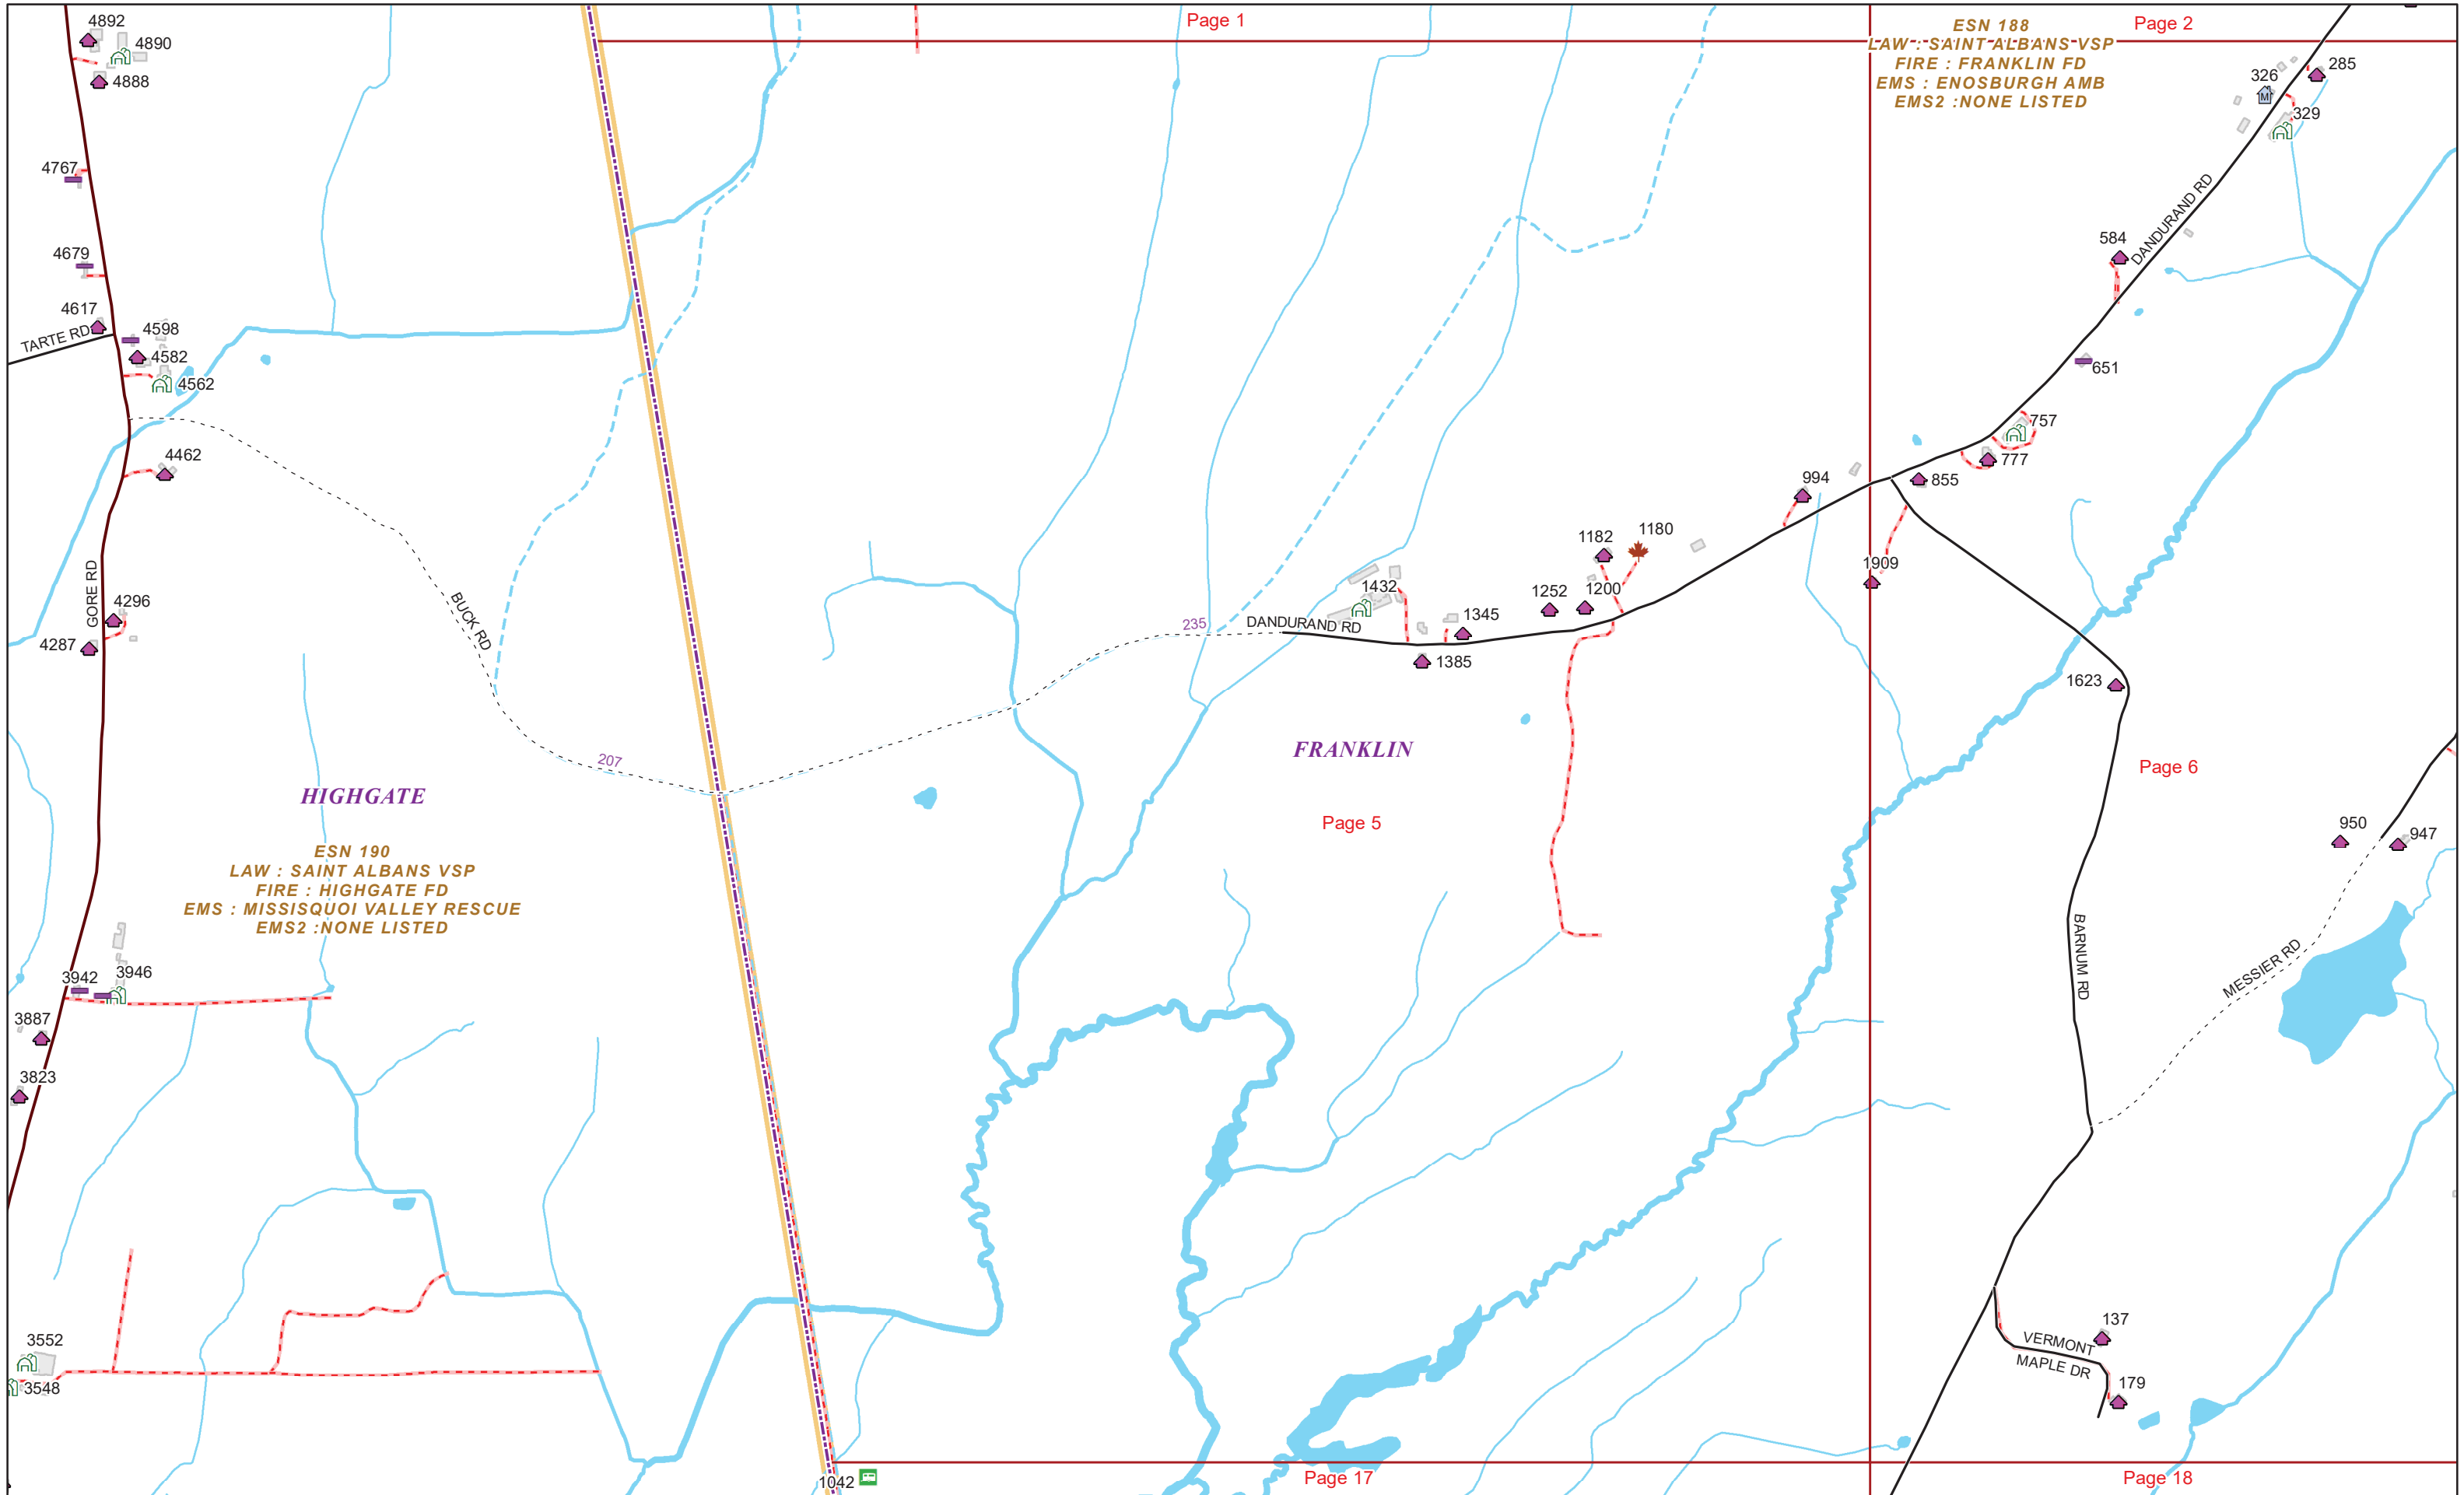 Page 1
Page 2
ESN 188
LAW : SAINT ALBANS VSP
FIRE : FRANKLIN FD
EMS : ENOSBURGH AMB
EMS2 :NONE LISTED
4892
4890
4888
4767
4679
4617
TARTE RD
4598
4582
4562
4462
GORE RD
4296
4287
BUCK RD
207
235
DANDURAND RD
1432
1345
1385
1252
1200
1182
1180
994
326
285
329
584
DANDURAND RD
651
757
777
855
1909
1623
HIGHGATE
FRANKLIN
Page 5
Page 6
ESN 190
LAW : SAINT ALBANS VSP
FIRE : HIGHGATE FD
EMS : MISSISQUOI VALLEY RESCUE
EMS2 :NONE LISTED
950
947
BARNUM RD
MESSIER RD
3942
3946
3887
3823
3552
3548
137
VERMONT
MAPLE DR
179
1042
Page 17
Page 18
M